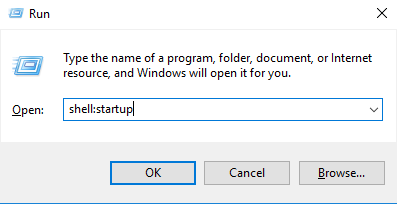 Run
Type the name of a program, folder, document, or Internet
resource, and Windows will open it for you.
Open: shell:startup
OK Cancel Browse...